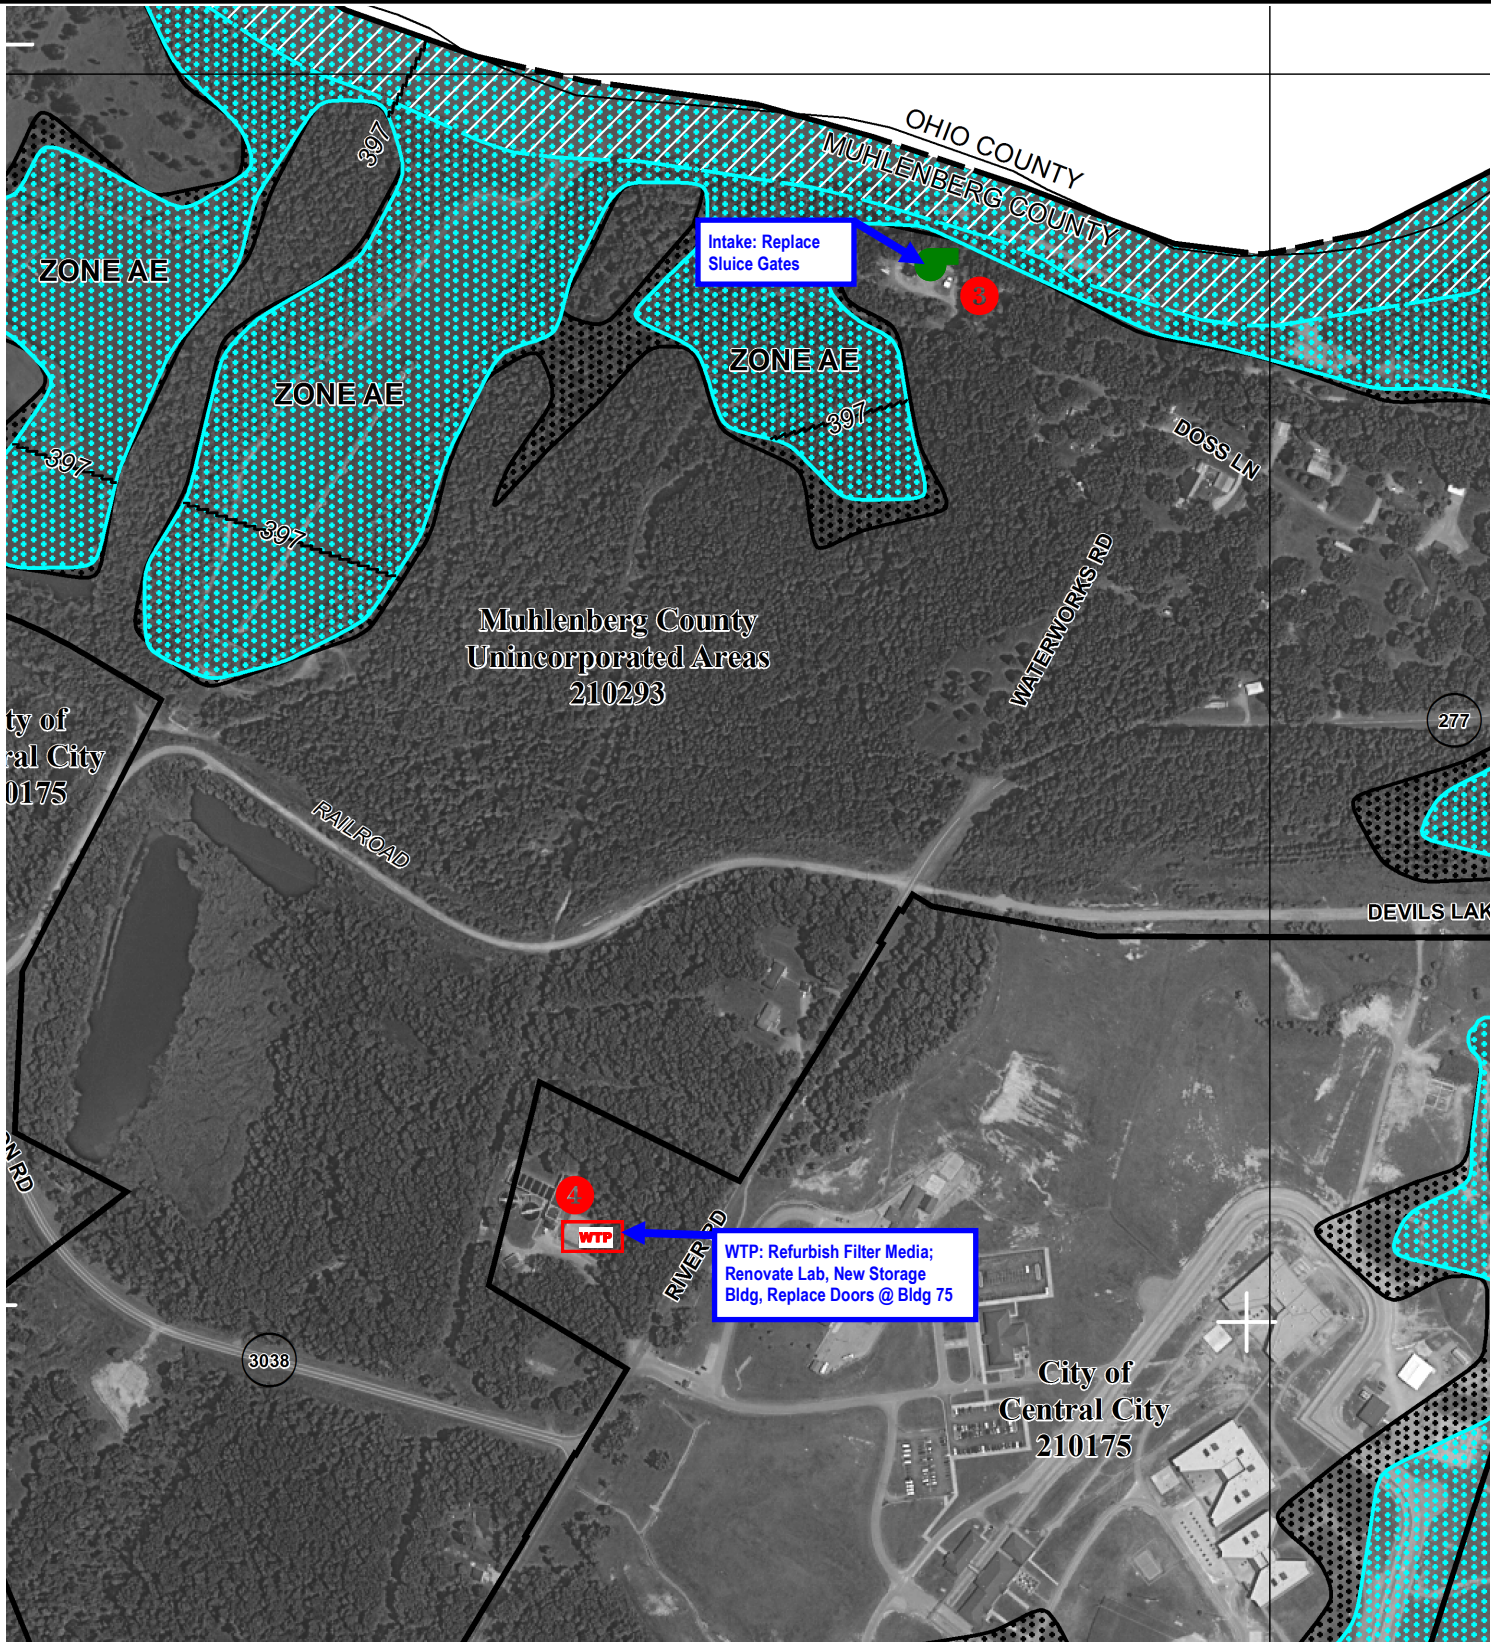 OHIO COUNTY
MUHLENBERG COUNTY
397
Intake: Replace
Sluice Gates
3
ZONE AE
ZONE AE
ZONE AE
397
397
397
DOSS LN
WATERWORKS RD
Muhlenberg County
Unincorporated Areas
210293
277
ty of
ral City
0175
RAILROAD
DEVILS LAK
ON RD
4
WTP
RIVER RD
WTP: Refurbish Filter Media;
Renovate Lab, New Storage
Bldg, Replace Doors @ Bldg 75
3038
City of
Central City
210175